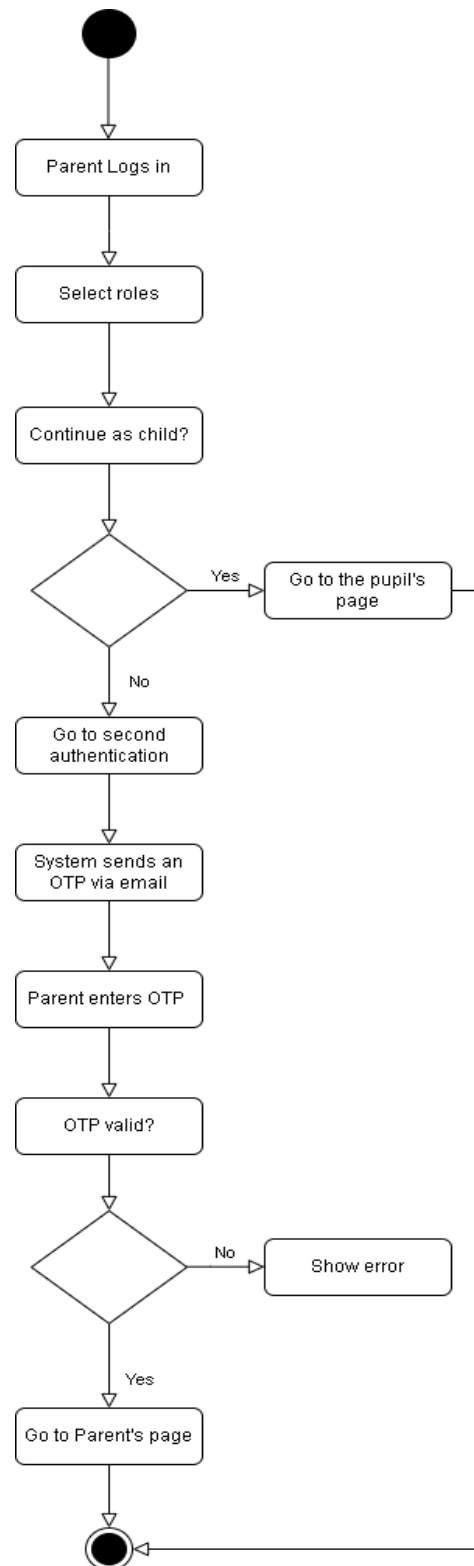 Parent Logs in
Select roles
Continue as child?
Yes
Go to the pupil's
page
No
Go to second
authentication
System sends an
OTP via email
Parent enters OTP
OTP valid?
No
Show error
Yes
Go to Parent's page